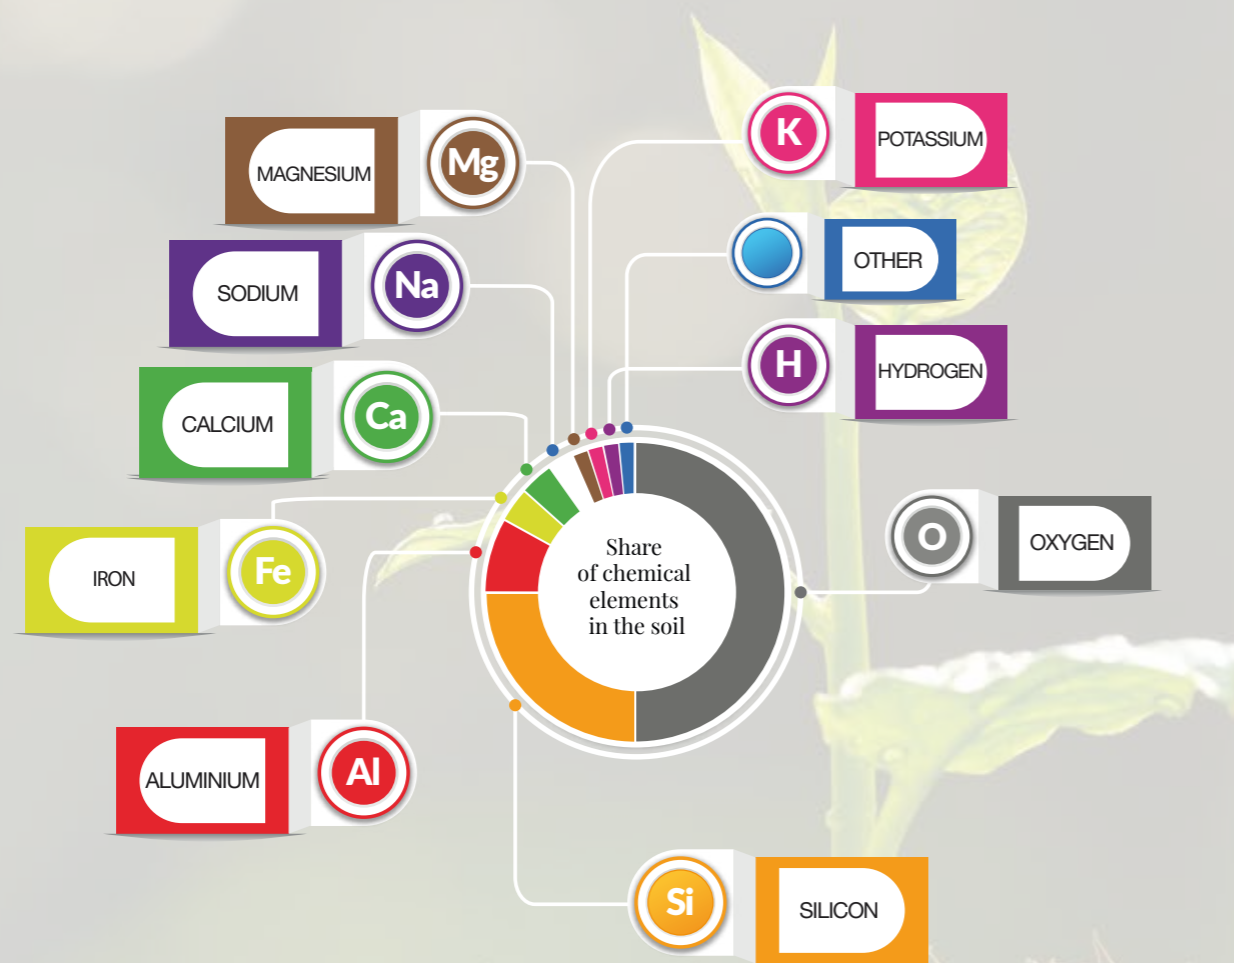 MAGNESIUM
Mg
K
POTASSIUM
SODIUM
Na
OTHER
CALCIUM
Ca
H
HYDROGEN
IRON
Fe
O
OXYGEN
Share
of chemical
elements
in the soil
ALUMINIUM
Al
Si
SILICON